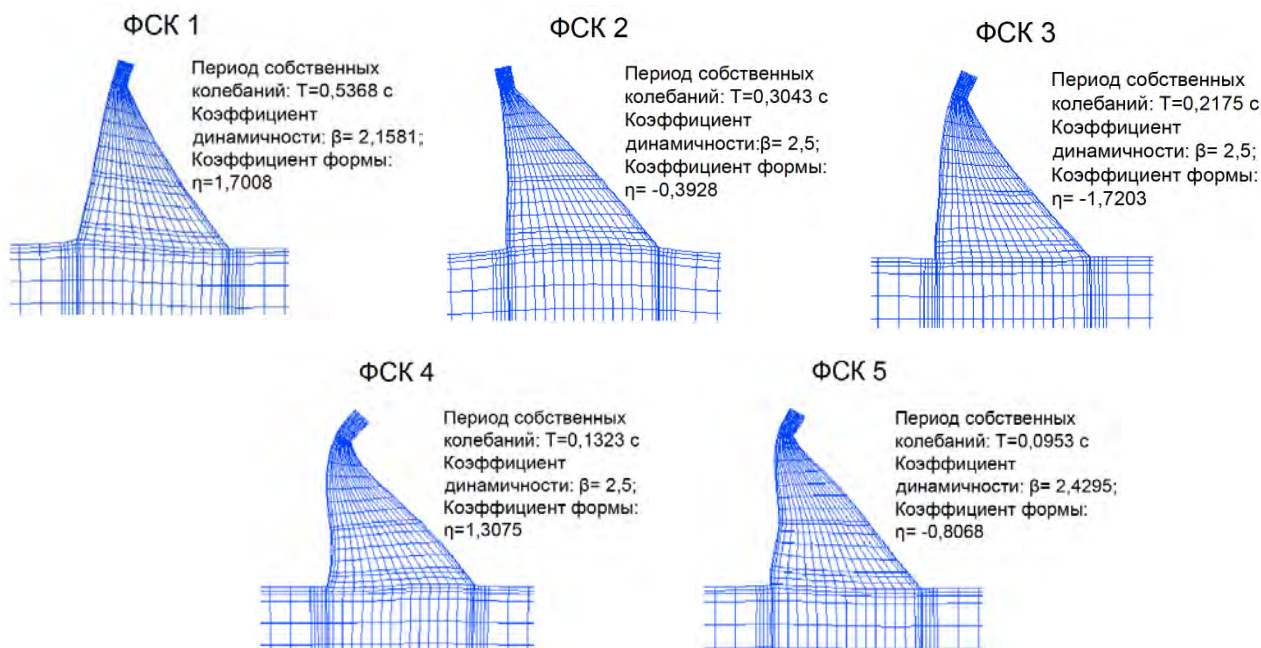 ФСК 1
Период собственных
колебаний: T=0,5368 с
Коэффициент
динамичности: β= 2,1581;
Коэффициент формы:
η=1,7008
ФСК 2
Период собственных
колебаний: T=0,3043 с
Коэффициент
динамичности:β= 2,5;
Коэффициент формы:
η= -0,3928
ФСК 3
Период собственных
колебаний: T=0,2175 с
Коэффициент
динамичности: β= 2,5;
Коэффициент формы:
η= -1,7203
ФСК 4
Период собственных
колебаний: T=0,1323 с
Коэффициент
динамичности: β= 2,5;
Коэффициент формы:
η=1,3075
ФСК 5
Период собственных
колебаний: T=0,0953 с
Коэффициент
динамичности: β= 2,4295;
Коэффициент формы:
η= -0,8068